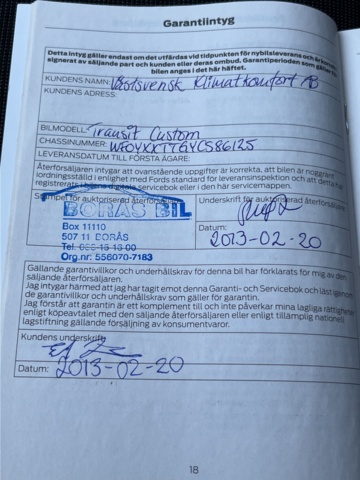 Garantiintyg
Detta intyg gäller endast om det utfärdas vid tidpunkten för nybilsleverans och är korrekt
signerat av säljande part och kunden eller deras ombud. Garantiperioden som gäller för
bilen anges i det här häftet.
KUNDENS NAMN: Västsvensk Klimatkomfort AB
KUNDENS ADRESS:
BILMODELL: Transit Custom
CHASSINUMMER:
LEVERANSDATUM TILL FÖRSTA ÄGARE:
Återförsäljaren intygar att ovanstående uppgifter är korrekta, att bilen är noggrant
iordningsställd i enlighet med Fords standard för leveransinspektion och att detta har
registrerats i bilens digitala servicebok eller i den här servicemappen.
Stämpel för auktoriserad återförsäljare
Underskrift för auktoriserad
BORÅS BIL
Box 11110
507 11 BORÅS
Org.nr: 556070-7183
Datum:
2013-02-20
Gällande garantivillkor och underhållskrav för denna bil har förklarats för mig av den
säljande återförsäljaren.
Jag intygar härmed att jag har tagit emot denna Garanti- och Servicebok och läst igenom
de garantivillkor och underhållskrav som gäller för garantin.
Jag förstår att garantin är ett komplement till och inte påverkar mina lagliga rättigheter
enligt köpeavtalet med den säljande återförsäljaren eller enligt tillämplig nationell
lagstiftning gällande försäljning av konsumentvaror.
Kundens underskrift
Datum: 2013-02-20
18